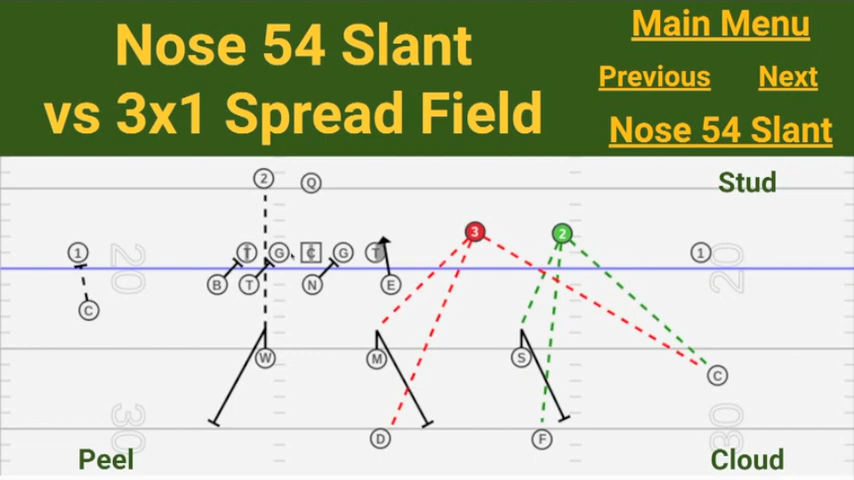 Nose 54 Slant
vs 3x1 Spread Field
Main Menu
Previous Next
Nose 54 Slant
Stud
2 Q
3 2
1 T G C G T 1
20 20
B T N E
C
W M S
C
D F
30 30
Peel Cloud